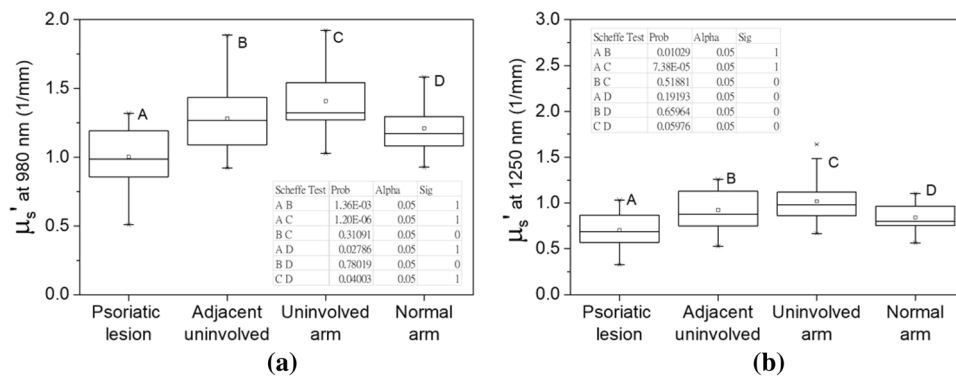 2.0
1.5
1.0
0.5
0.0
μs' at 980 nm (1/mm)
A
B
C
D
Scheffe Test Prob Alpha Sig
A B 1.36E-03 0.05 1
A C 1.20E-06 0.05 1
B C 0.31091 0.05 0
A D 0.02786 0.05 1
B D 0.78019 0.05 0
C D 0.04003 0.05 1
Psoriatic lesion
Adjacent uninvolved
Uninvolved arm
Normal arm
(a)
3.0
2.5
2.0
1.5
1.0
0.5
0.0
μs' at 1250 nm (1/mm)
Scheffe Test Prob Alpha Sig
A B 0.01029 0.05 1
A C 7.38E-05 0.05 1
B C 0.51881 0.05 0
A D 0.19193 0.05 0
B D 0.65964 0.05 0
C D 0.05976 0.05 0
A
B
C
D
Psoriatic lesion
Adjacent uninvolved
Uninvolved arm
Normal arm
(b)